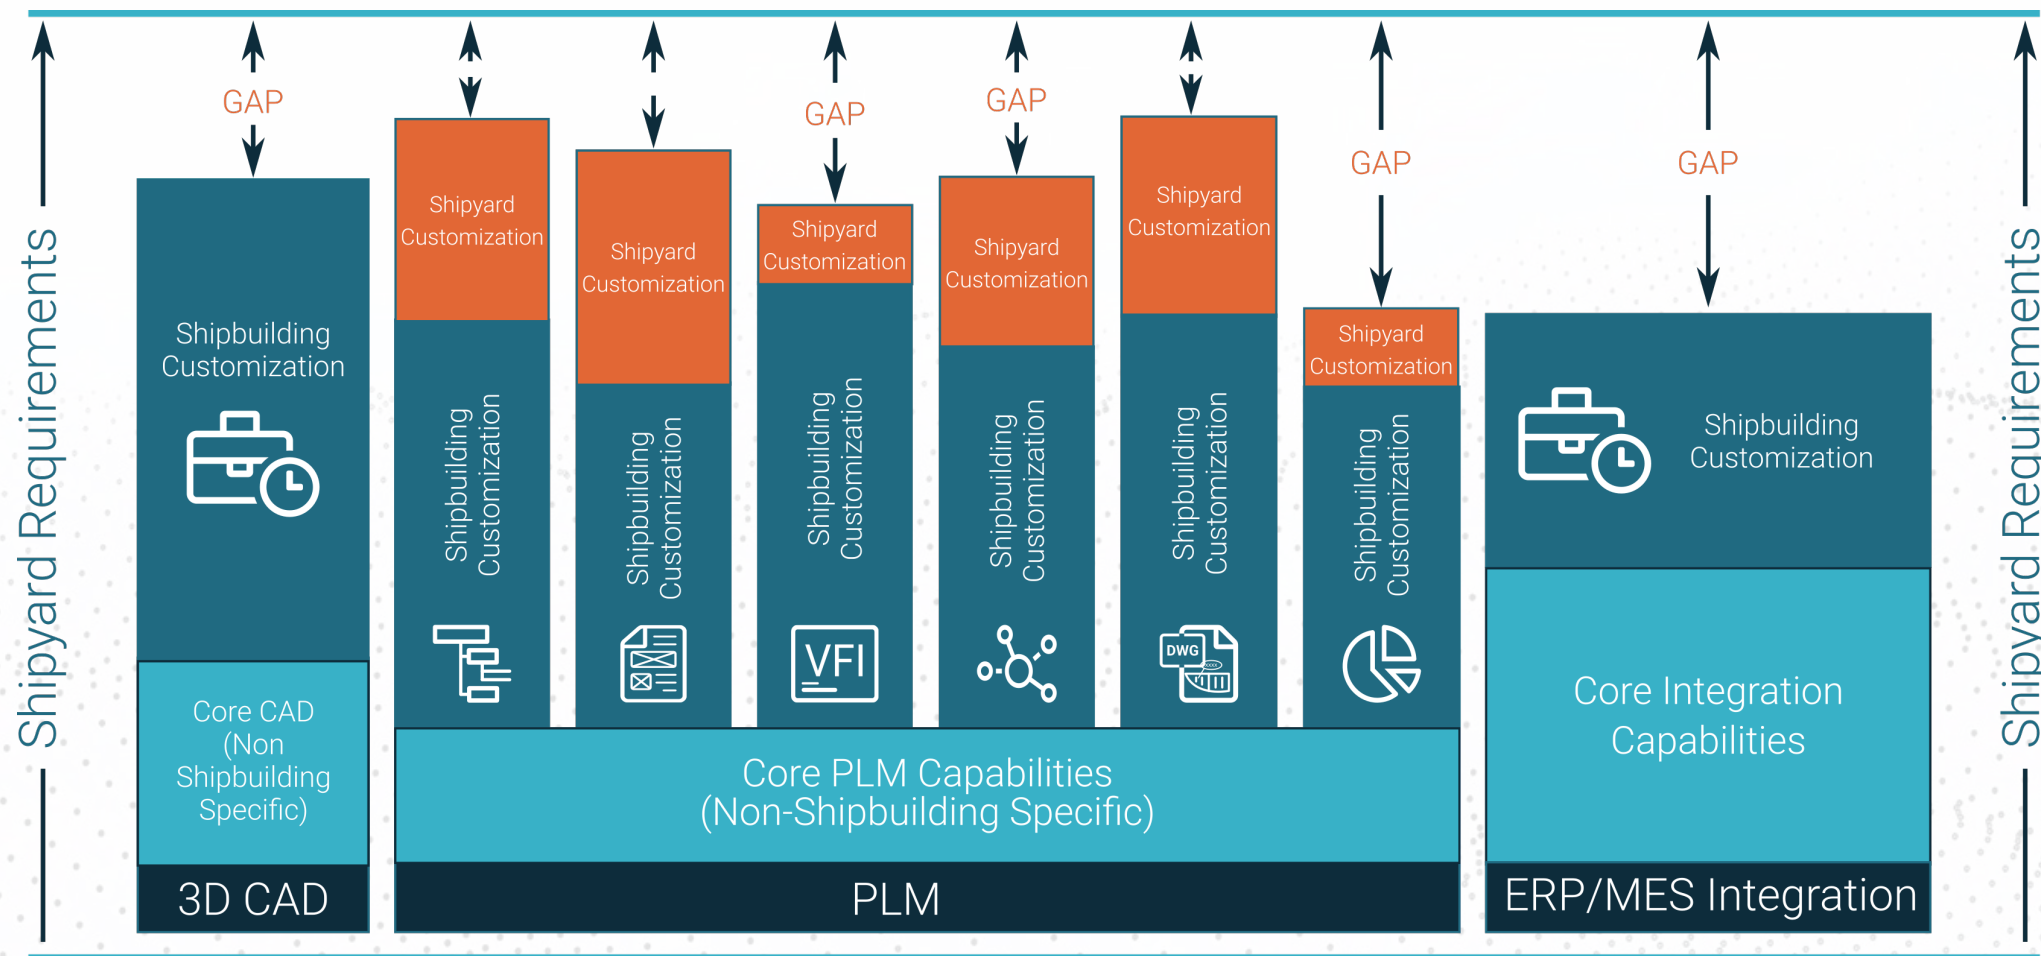 Shipyard Requirements
GAP
Shipbuilding
Customization
Core CAD
(Non
Shipbuilding
Specific)
3D CAD
Shipyard
Customization
Shipbuilding
Customization
Shipyard
Customization
Shipbuilding
Customization
GAP
Shipyard
Customization
Shipbuilding
Customization
VFI
GAP
Shipyard
Customization
Shipbuilding
Customization
Shipyard
Customization
Shipbuilding
Customization
DWG
GAP
Shipyard
Customization
Shipbuilding
Customization
Core PLM Capabilities
(Non-Shipbuilding Specific)
PLM
GAP
Shipbuilding
Customization
Core Integration
Capabilities
ERP/MES Integration
Shipyard Requirements